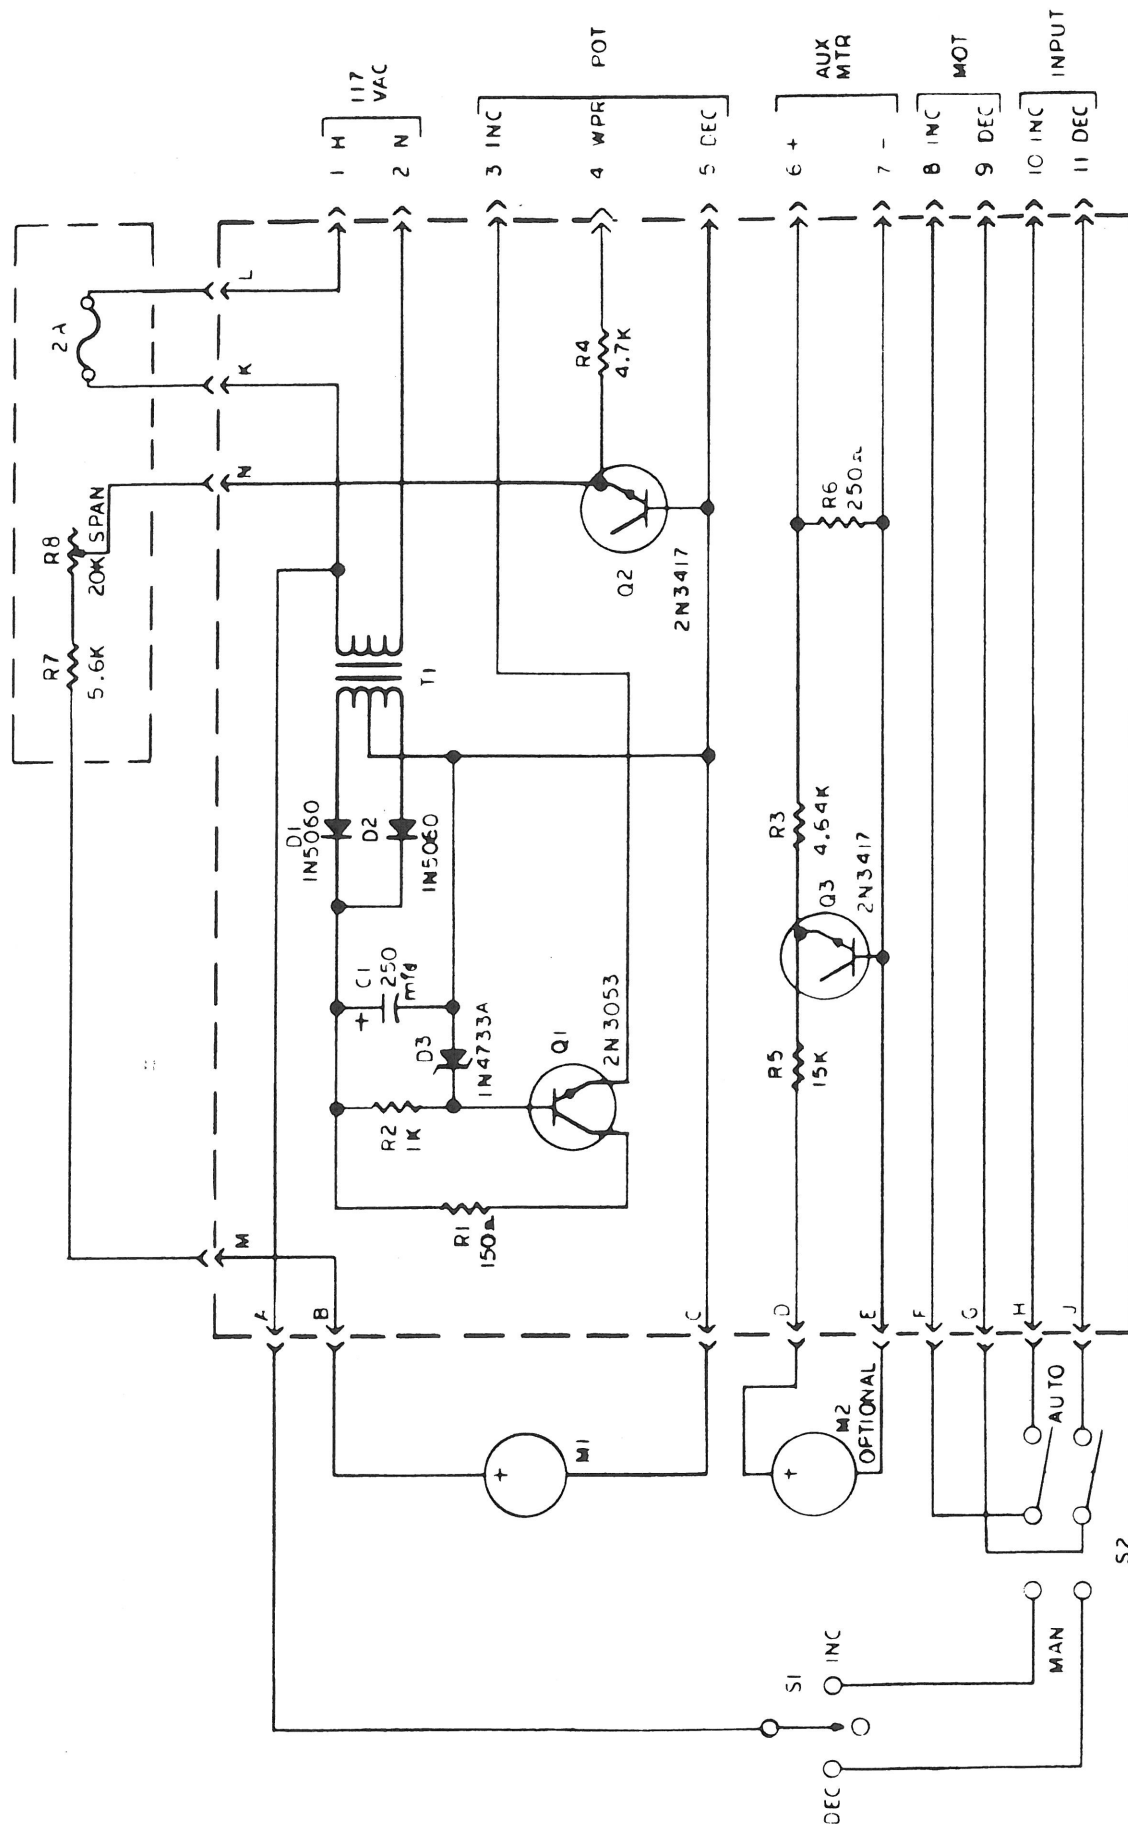 2A
R8
20K SPAN
R7
5.6K
L
K
N
M
117
VAC
1 H
2 N
3 INC
4 WPR
5 DEC
POT
6 +
7 -
AUX
MTR
8 INC
9 DEC
MOT
10 INC
11 DEC
INPUT
T1
D1
1N5060
D2
1N5060
C1
250
mfd
+
D3
1N4733A
R2
1K
R1
150Ω
Q1
2N3053
R4
4.7K
Q2
2N3417
R6
250Ω
R3
4.64K
Q3
2N3417
R5
15K
A
B
C
D
E
F
G
H
J
+
M1
+
M2
OPTIONAL
AUTO
MAN
S2
S1
INC
DEC